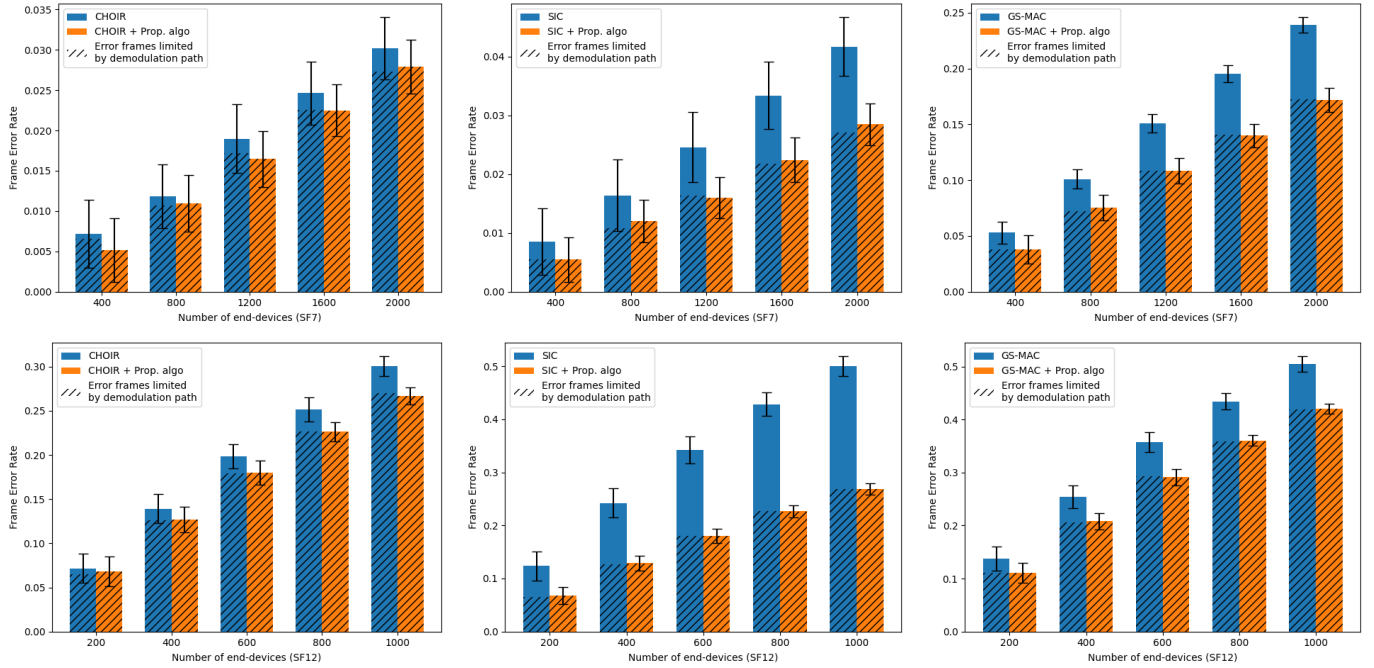 CHOIR
CHOIR + Prop. algo
Error frames limited
by demodulation path
Frame Error Rate
0.035
0.030
0.025
0.020
0.015
0.010
0.005
0.000
400 800 1200 1600 2000
Number of end-devices (SF7)
SIC
SIC + Prop. algo
Error frames limited
by demodulation path
Frame Error Rate
0.04
0.03
0.02
0.01
0.00
400 800 1200 1600 2000
Number of end-devices (SF7)
GS-MAC
GS-MAC + Prop. algo
Error frames limited
by demodulation path
Frame Error Rate
0.25
0.20
0.15
0.10
0.05
0.00
400 800 1200 1600 2000
Number of end-devices (SF7)
CHOIR
CHOIR + Prop. algo
Error frames limited
by demodulation path
Frame Error Rate
0.30
0.25
0.20
0.15
0.10
0.05
0.00
200 400 600 800 1000
Number of end-devices (SF12)
SIC
SIC + Prop. algo
Error frames limited
by demodulation path
Frame Error Rate
0.5
0.4
0.3
0.2
0.1
0.0
200 400 600 800 1000
Number of end-devices (SF12)
GS-MAC
GS-MAC + Prop. algo
Error frames limited
by demodulation path
Frame Error Rate
0.5
0.4
0.3
0.2
0.1
0.0
200 400 600 800 1000
Number of end-devices (SF12)